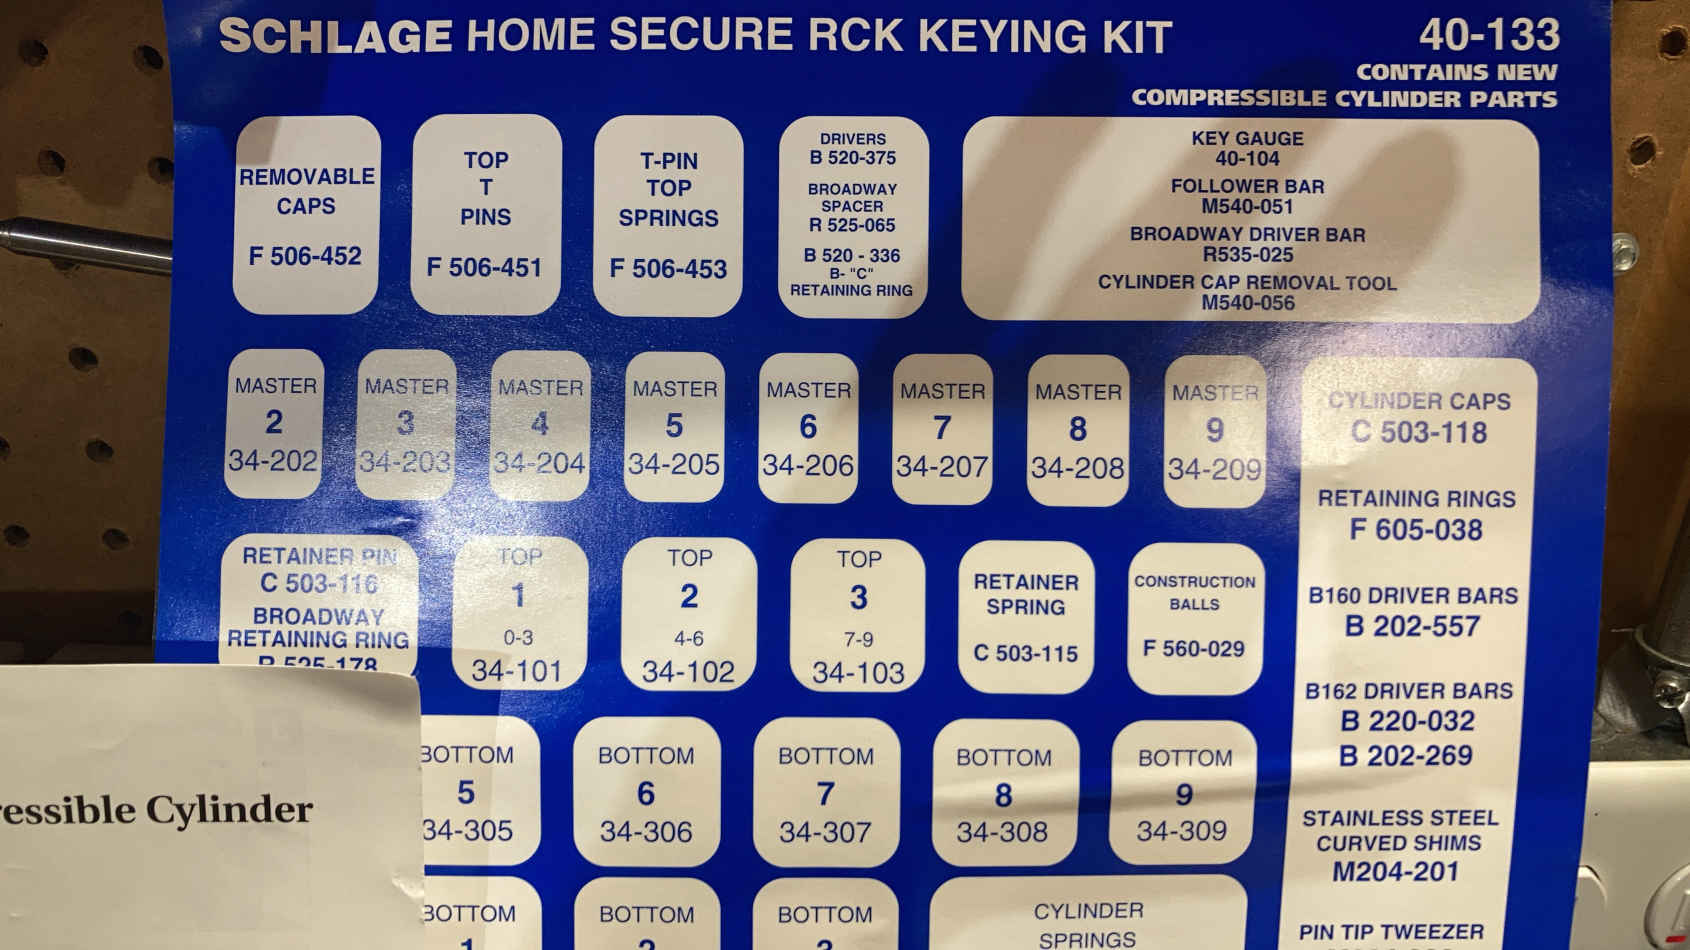 SCHLAGE HOME SECURE RCK KEYING KIT
40-133
CONTAINS NEW
COMPRESSIBLE CYLINDER PARTS
REMOVABLE
CAPS
F 506-452
TOP
T
PINS
F 506-451
T-PIN
TOP
SPRINGS
F 506-453
DRIVERS
B 520-375
BROADWAY
SPACER
R 525-065
B 520 - 336
B- "C"
RETAINING RING
KEY GAUGE
40-104
FOLLOWER BAR
M540-051
BROADWAY DRIVER BAR
R535-025
CYLINDER CAP REMOVAL TOOL
M540-056
MASTER
2
34-202
MASTER
3
34-203
MASTER
4
34-204
MASTER
5
34-205
MASTER
6
34-206
MASTER
7
34-207
MASTER
8
34-208
MASTER
9
34-209
CYLINDER CAPS
C 503-118
RETAINING RINGS
F 605-038
B160 DRIVER BARS
B 202-557
B162 DRIVER BARS
B 220-032
B 202-269
STAINLESS STEEL
CURVED SHIMS
M204-201
PIN TIP TWEEZER
RETAINER PIN
C 503-116
BROADWAY
RETAINING RING
R 525-178
TOP
1
0-3
34-101
TOP
2
4-6
34-102
TOP
3
7-9
34-103
RETAINER
SPRING
C 503-115
CONSTRUCTION
BALLS
F 560-029
BOTTOM
5
34-305
BOTTOM
6
34-306
BOTTOM
7
34-307
BOTTOM
8
34-308
BOTTOM
9
34-309
BOTTOM
1
BOTTOM
2
BOTTOM
3
CYLINDER
SPRINGS
ressible Cylinder